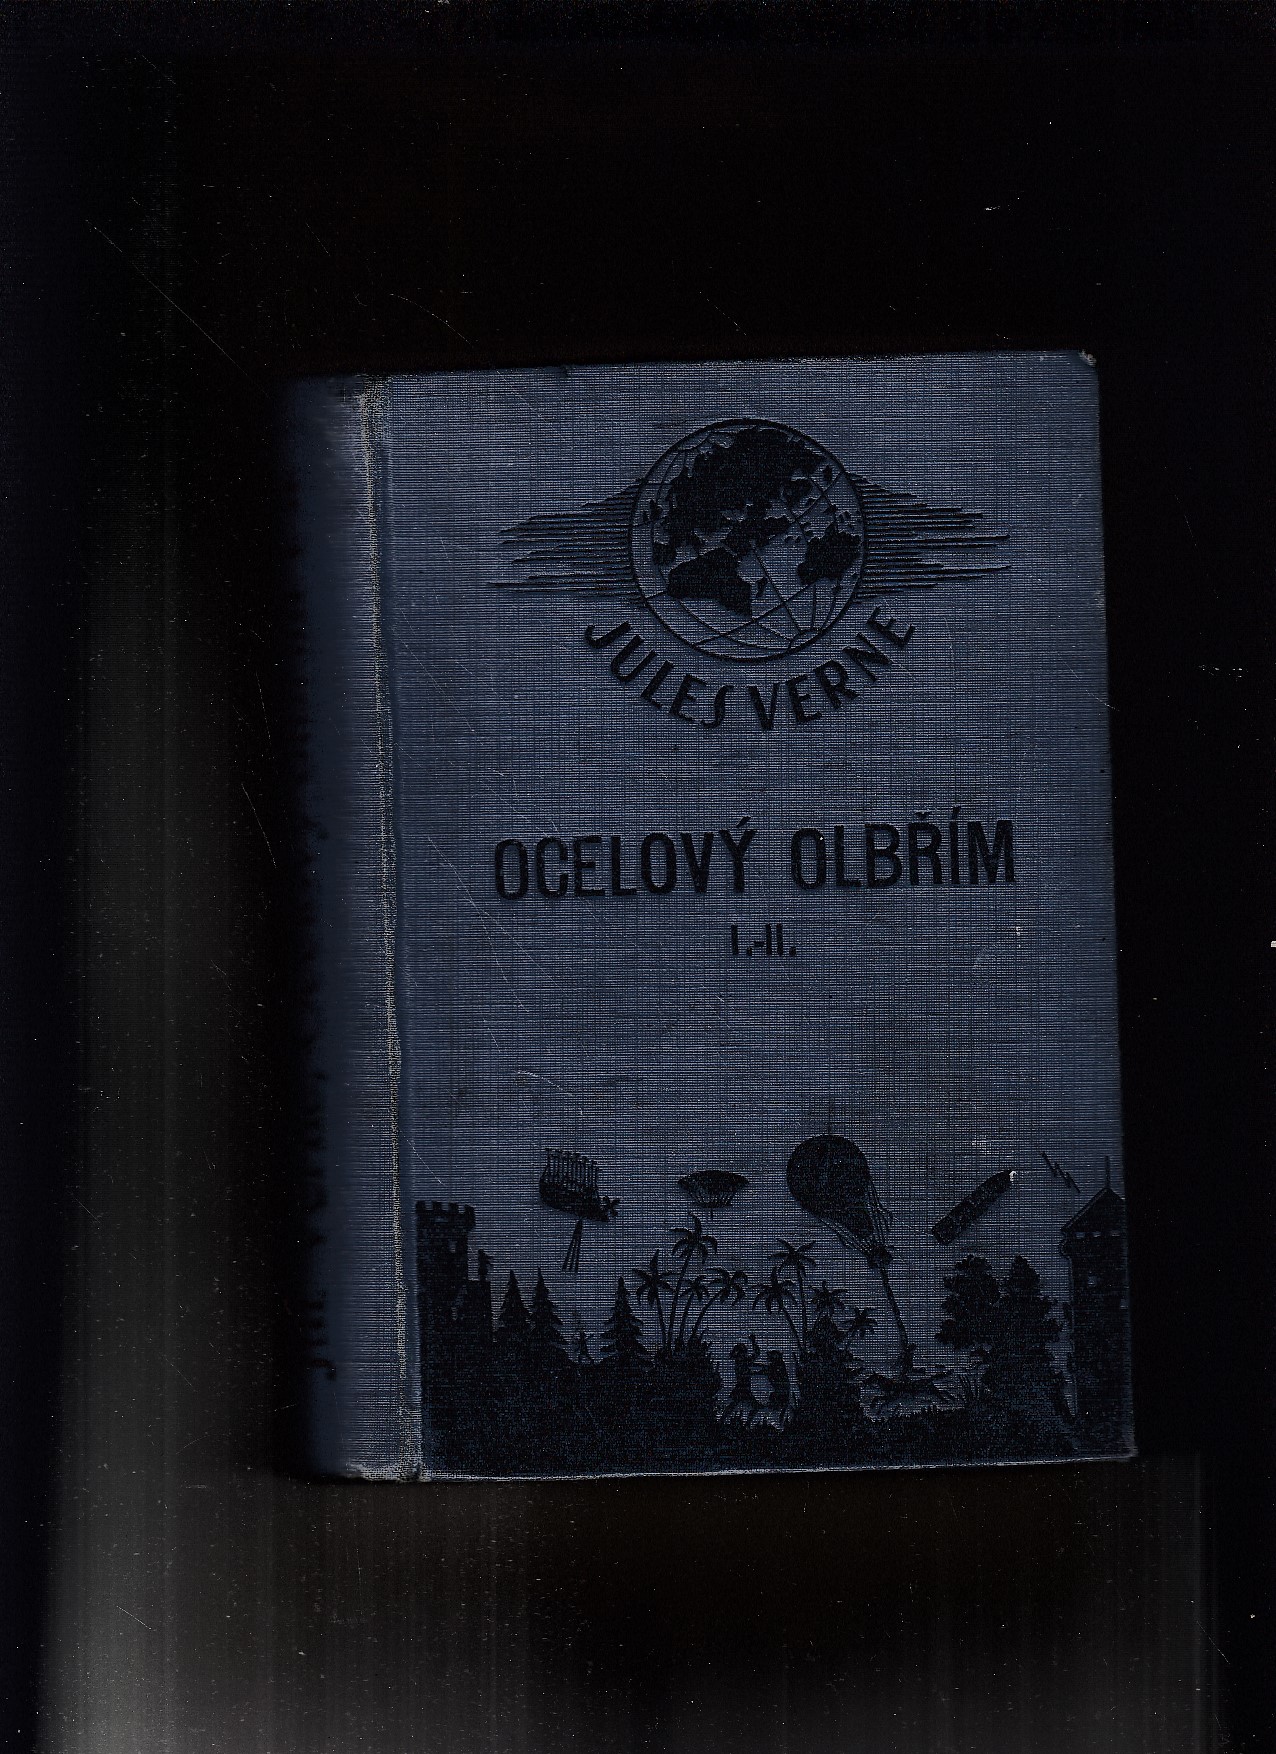 JULES VERNE
OCELOVÝ OLBŘÍM
I.-II.